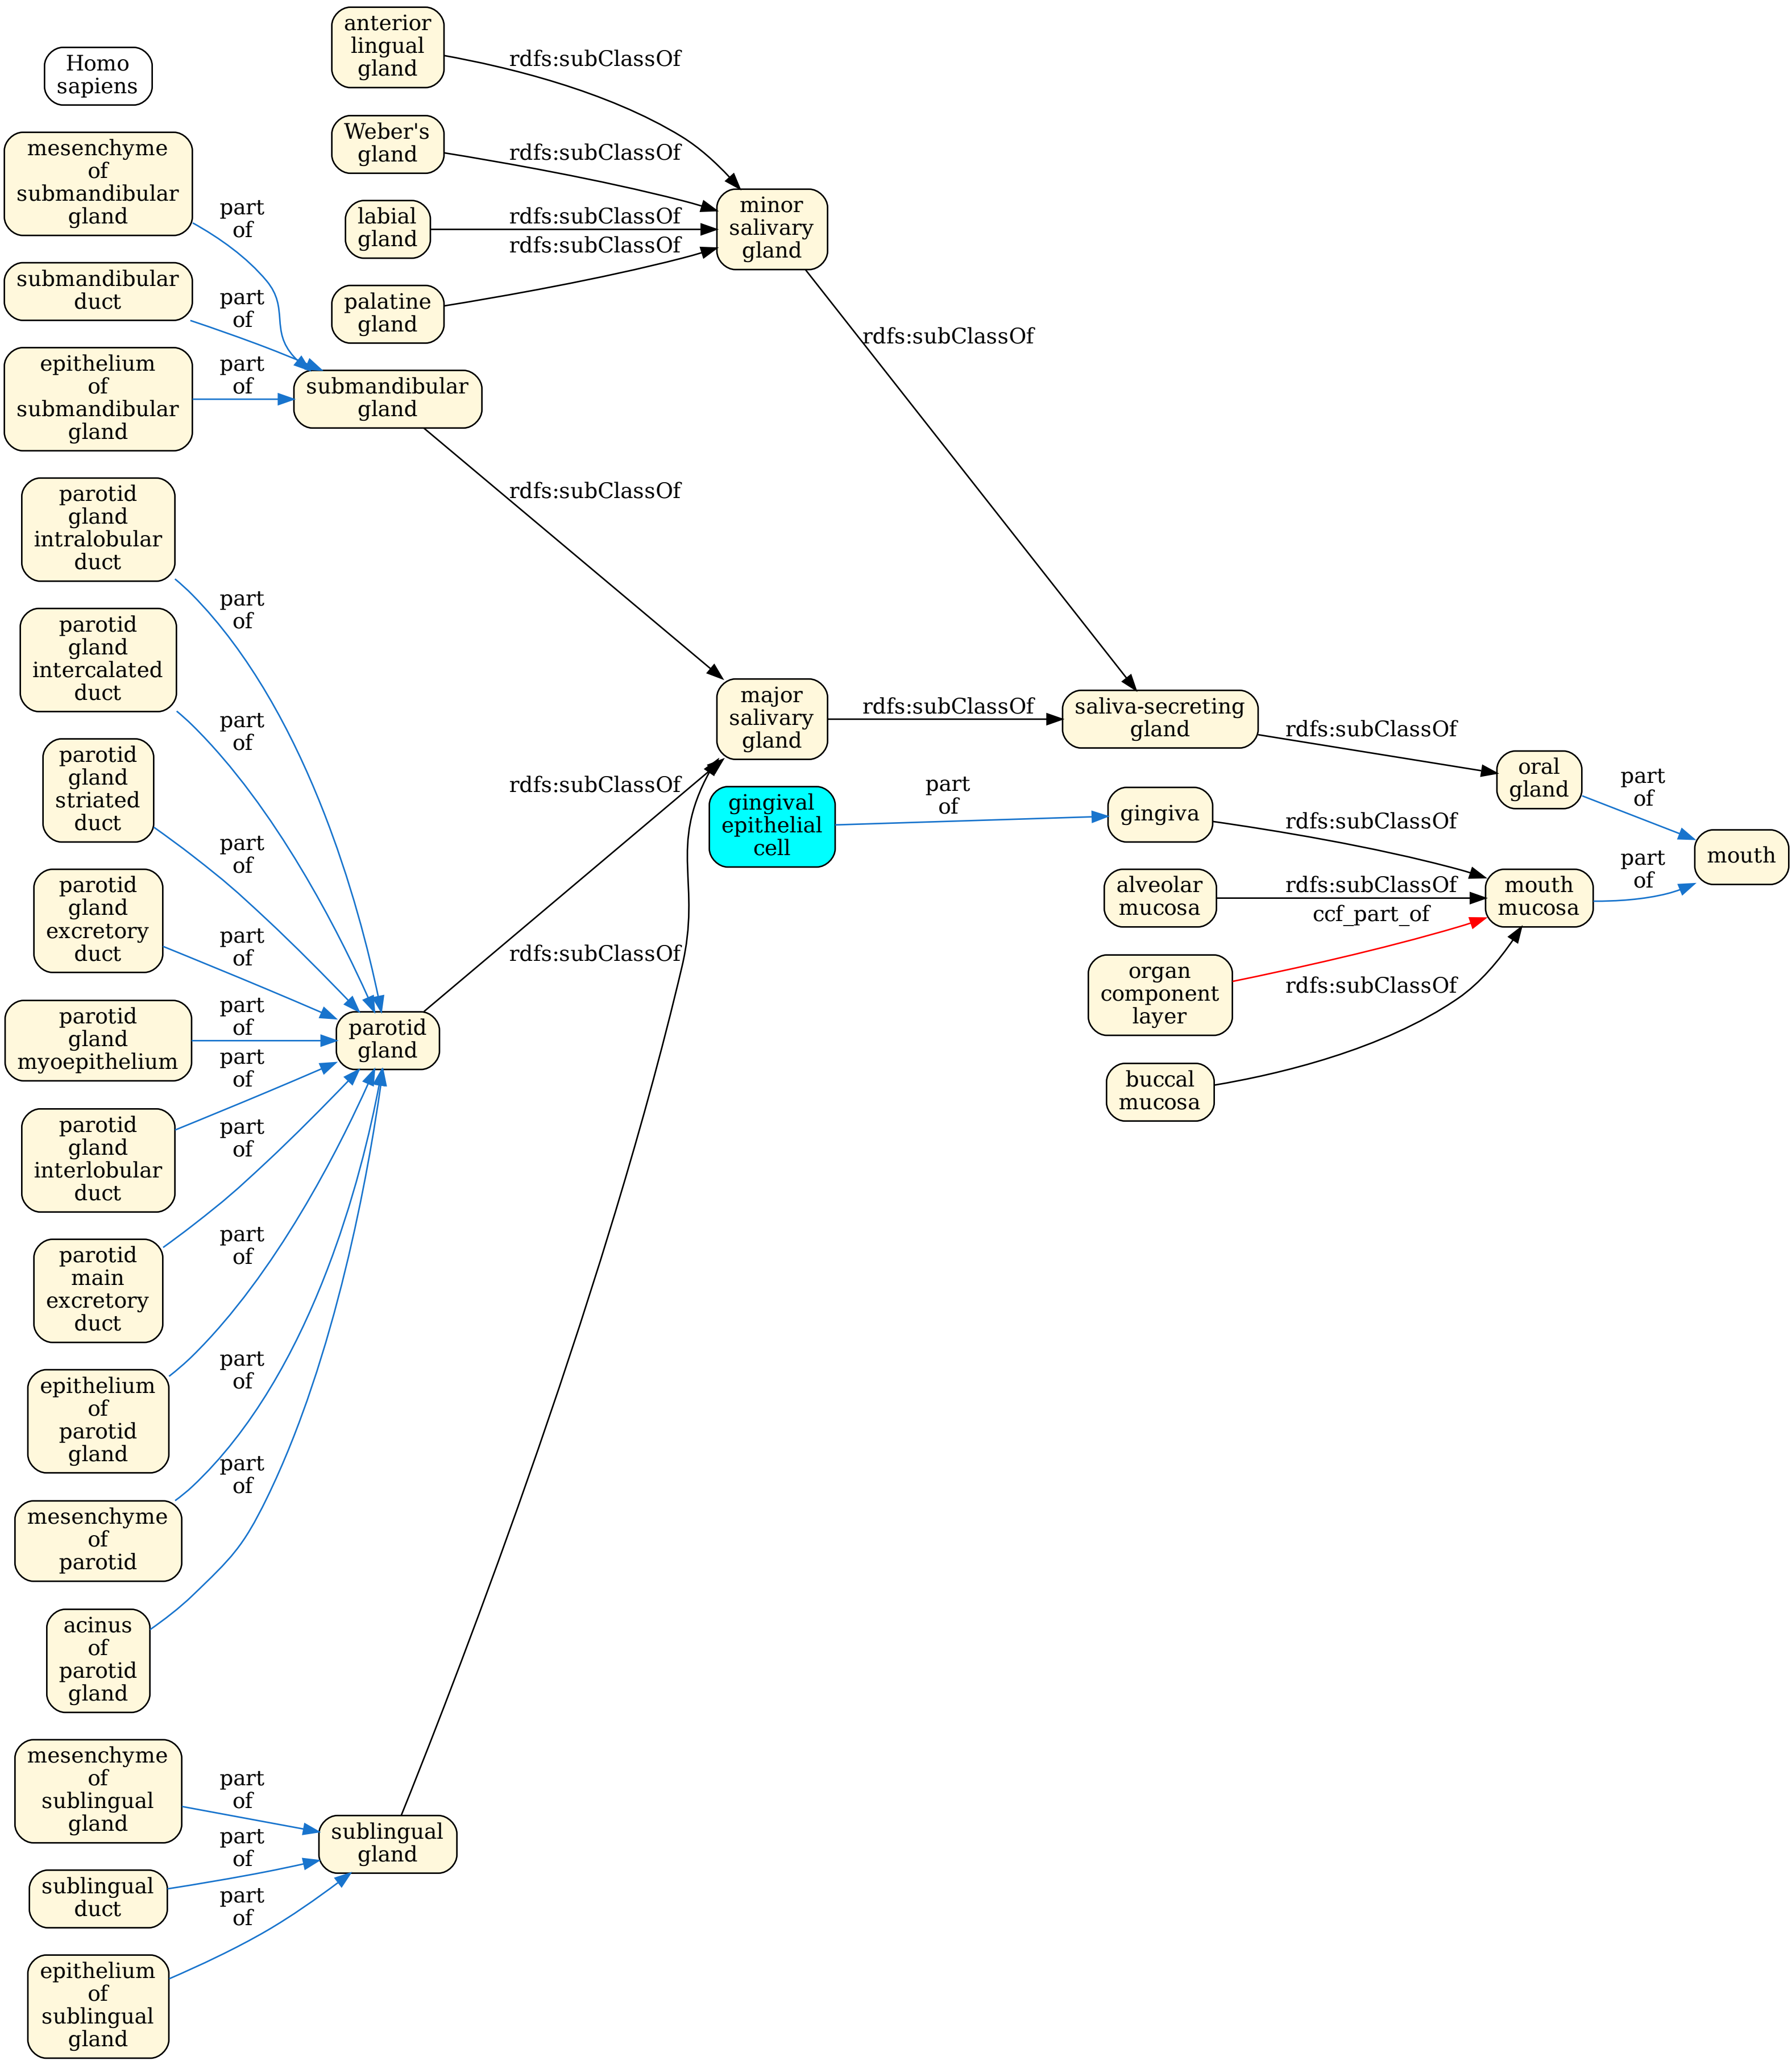 Homo
sapiens
mesenchyme
of
submandibular
gland
submandibular
duct
epithelium
of
submandibular
gland
parotid
gland
intralobular
duct
parotid
gland
intercalated
duct
parotid
gland
striated
duct
parotid
gland
excretory
duct
parotid
gland
myoepithelium
parotid
gland
interlobular
duct
parotid
main
excretory
duct
epithelium
of
parotid
gland
mesenchyme
of
parotid
acinus
of
parotid
gland
mesenchyme
of
sublingual
gland
sublingual
duct
epithelium
of
sublingual
gland
part
of
part
of
part
of
part
of
part
of
part
of
part
of
part
of
part
of
part
of
part
of
part
of
part
of
part
of
part
of
part
of
anterior
lingual
gland
Weber's
gland
labial
gland
palatine
gland
submandibular
gland
parotid
gland
sublingual
gland
rdfs:subClassOf
rdfs:subClassOf
rdfs:subClassOf
rdfs:subClassOf
rdfs:subClassOf
rdfs:subClassOf
rdfs:subClassOf
minor
salivary
gland
major
salivary
gland
gingival
epithelial
cell
rdfs:subClassOf
rdfs:subClassOf
part
of
saliva-secreting
gland
gingiva
alveolar
mucosa
organ
component
layer
buccal
mucosa
rdfs:subClassOf
rdfs:subClassOf
rdfs:subClassOf
ccf_part_of
rdfs:subClassOf
oral
gland
mouth
mucosa
part
of
part
of
mouth